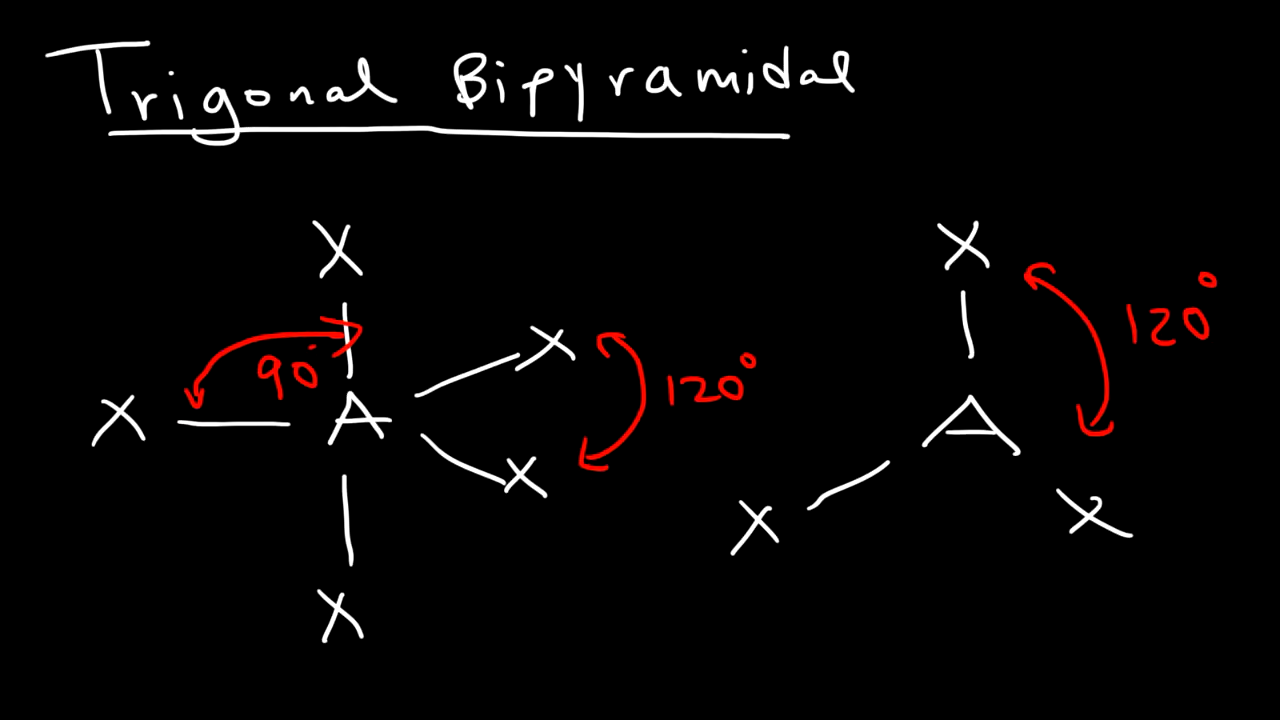 Trigonal Bipyramidal
X X
X 120°
90° X 120°
X A A
X X X
X